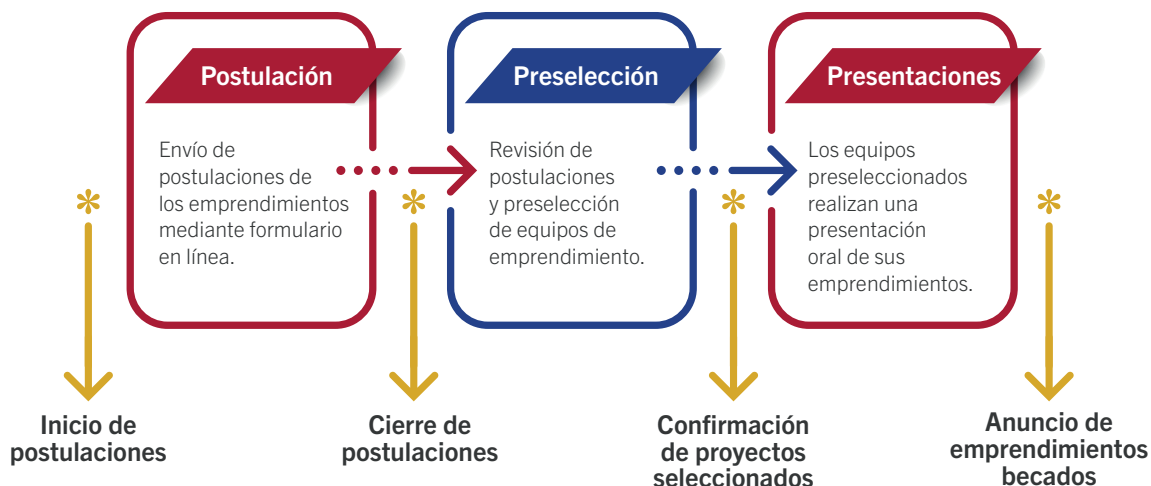 Postulación
Envío de
postulaciones de
los emprendimientos
mediante formulario
en línea.
Preselección
Revisión de
postulaciones
y preselección
de equipos de
emprendimiento.
Presentaciones
Los equipos
preseleccionados
realizan una
presentación
oral de sus
emprendimientos.
Inicio de
postulaciones
Cierre de
postulaciones
Confirmación
de proyectos
seleccionados
Anuncio de
emprendimientos
becados